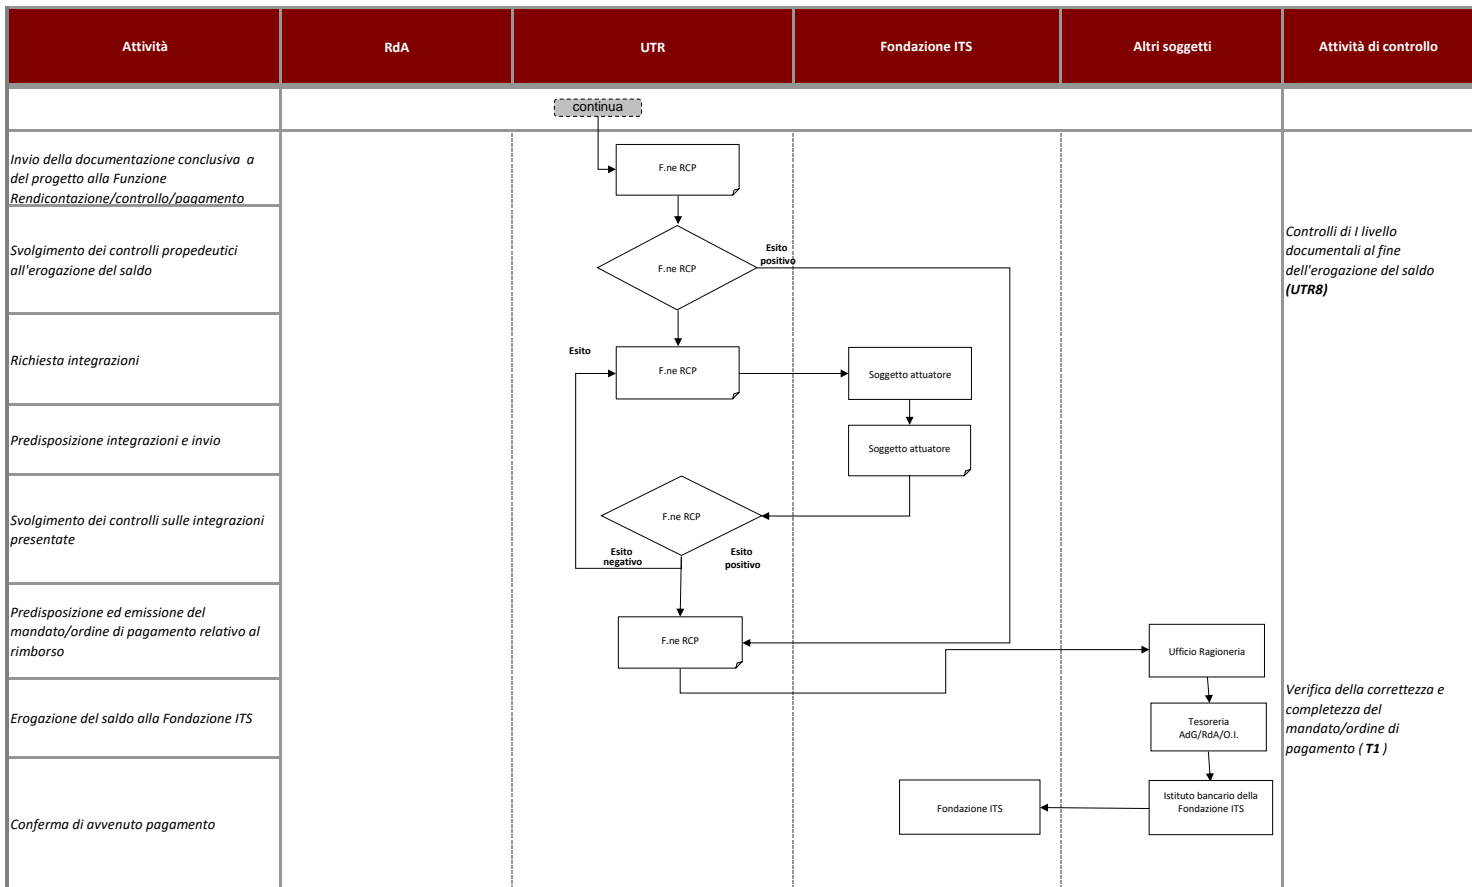 Attività
RdA
UTR
Fondazione ITS
Altri soggetti
Attività di controllo
continua
Invio della documentazione conclusiva a
del progetto alla Funzione
Rendicontazione/controllo/pagamento
F.ne RCP
Svolgimento dei controlli propedeutici
all'erogazione del saldo
F.ne RCP
Esito
positivo
Controlli di I livello
documentali al fine
dell'erogazione del saldo
(UTR8)
Richiesta integrazioni
Esito
F.ne RCP
Soggetto attuatore
Predisposizione integrazioni e invio
Soggetto attuatore
Svolgimento dei controlli sulle integrazioni
presentate
F.ne RCP
Esito
negativo
Esito
positivo
Predisposizione ed emissione del
mandato/ordine di pagamento relativo al
rimborso
F.ne RCP
Ufficio Ragioneria
Erogazione del saldo alla Fondazione ITS
Tesoreria
AdG/RdA/O.I.
Verifica della correttezza e
completezza del
mandato/ordine di
pagamento ( T1 )
Conferma di avvenuto pagamento
Fondazione ITS
Istituto bancario della
Fondazione ITS